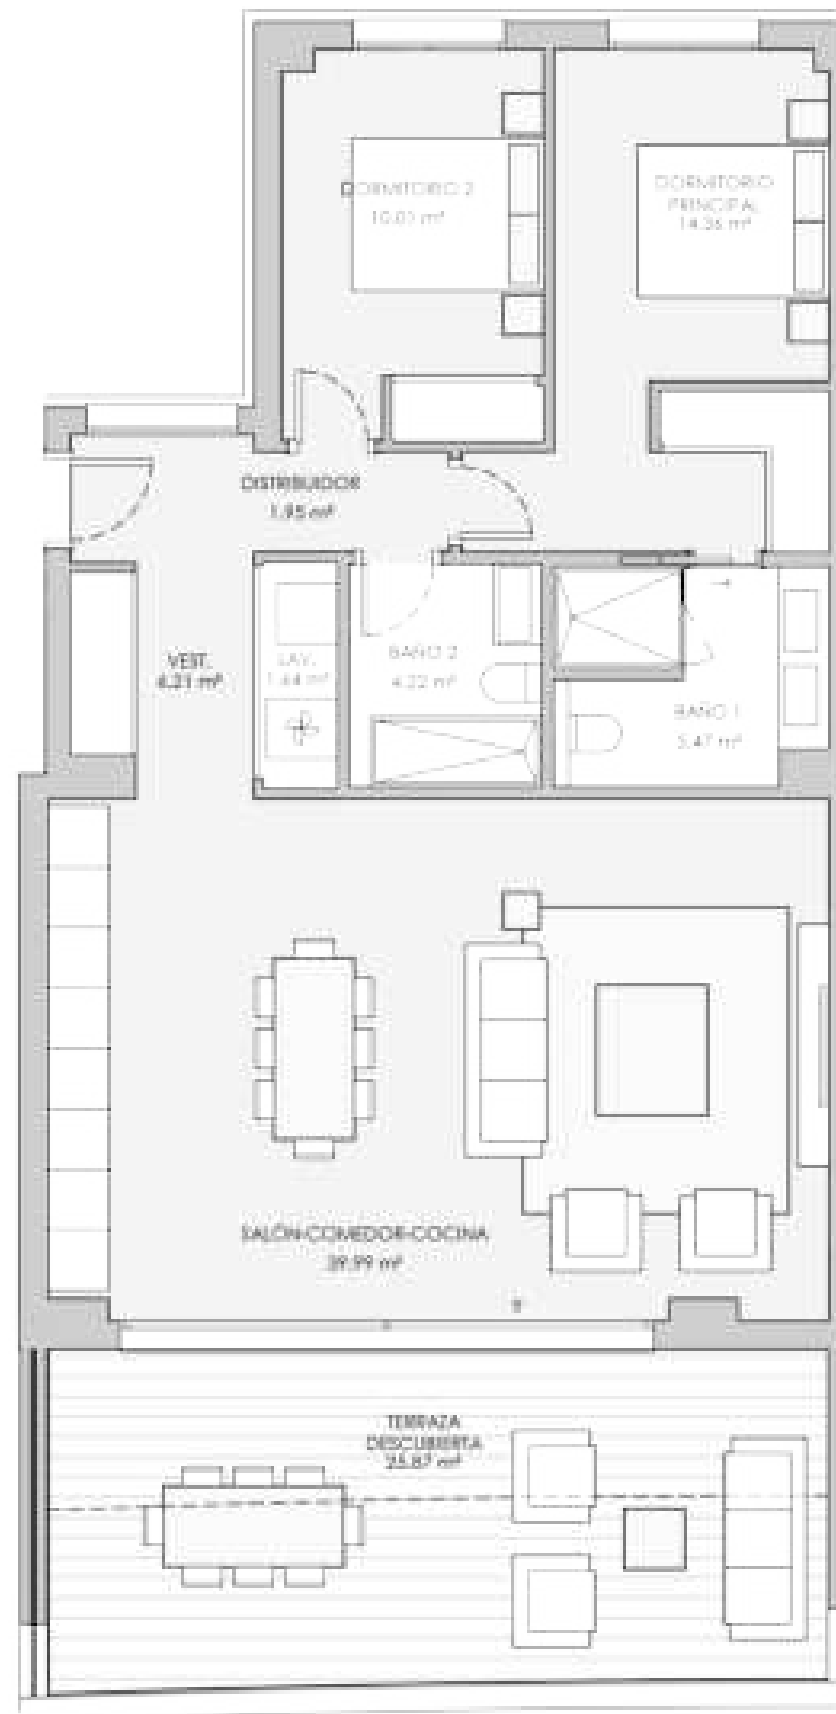 DORMITORIO 2
10.01 m²
DORMITORIO
PRINCIPAL
14.36 m²
DISTRIBUIDOR
1.95 m²
VEST.
6.21 m²
LAV.
1.44 m²
BAÑO 2
4.22 m²
BAÑO 1
5.47 m²
SALÓN-COMEDOR-COCINA
39.99 m²
TERRAZA
DESCUBIERTA
25.87 m²